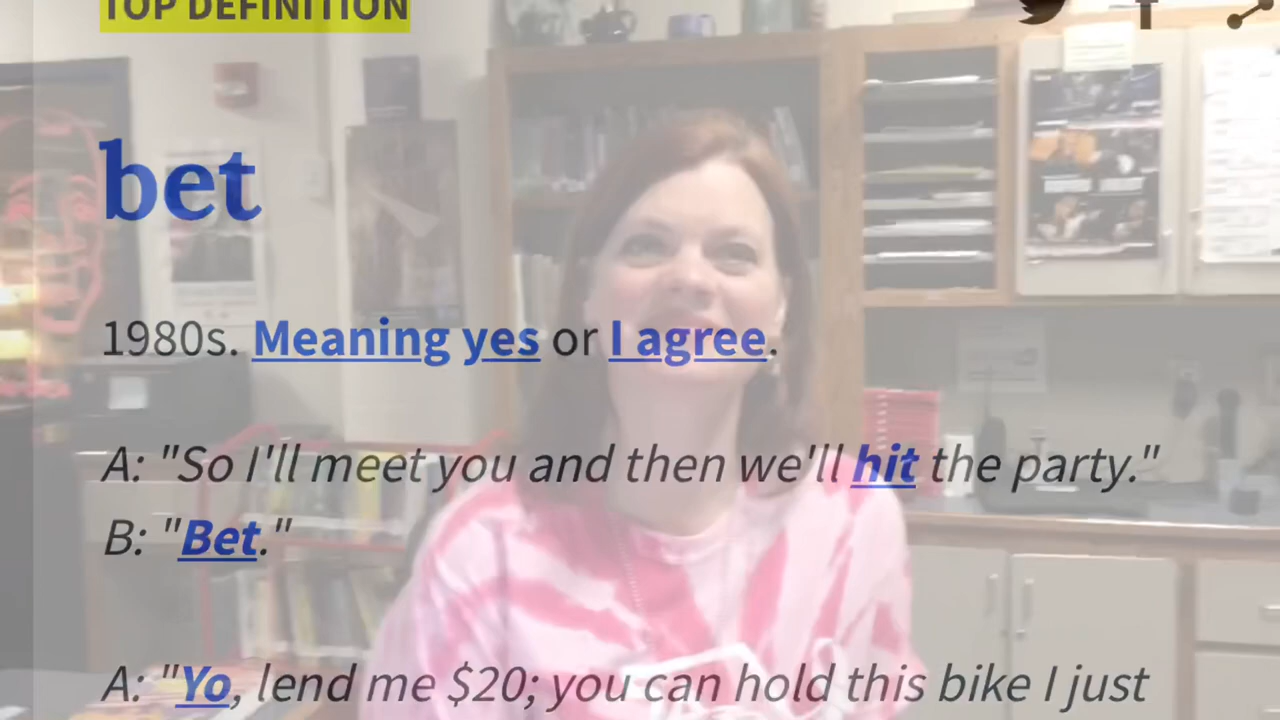 TOP DEFINITION
bet
1980s. Meaning yes or I agree.
A: "So I'll meet you and then we'll hit the party."
B: "Bet."
A: "Yo, lend me $20; you can hold this bike I just